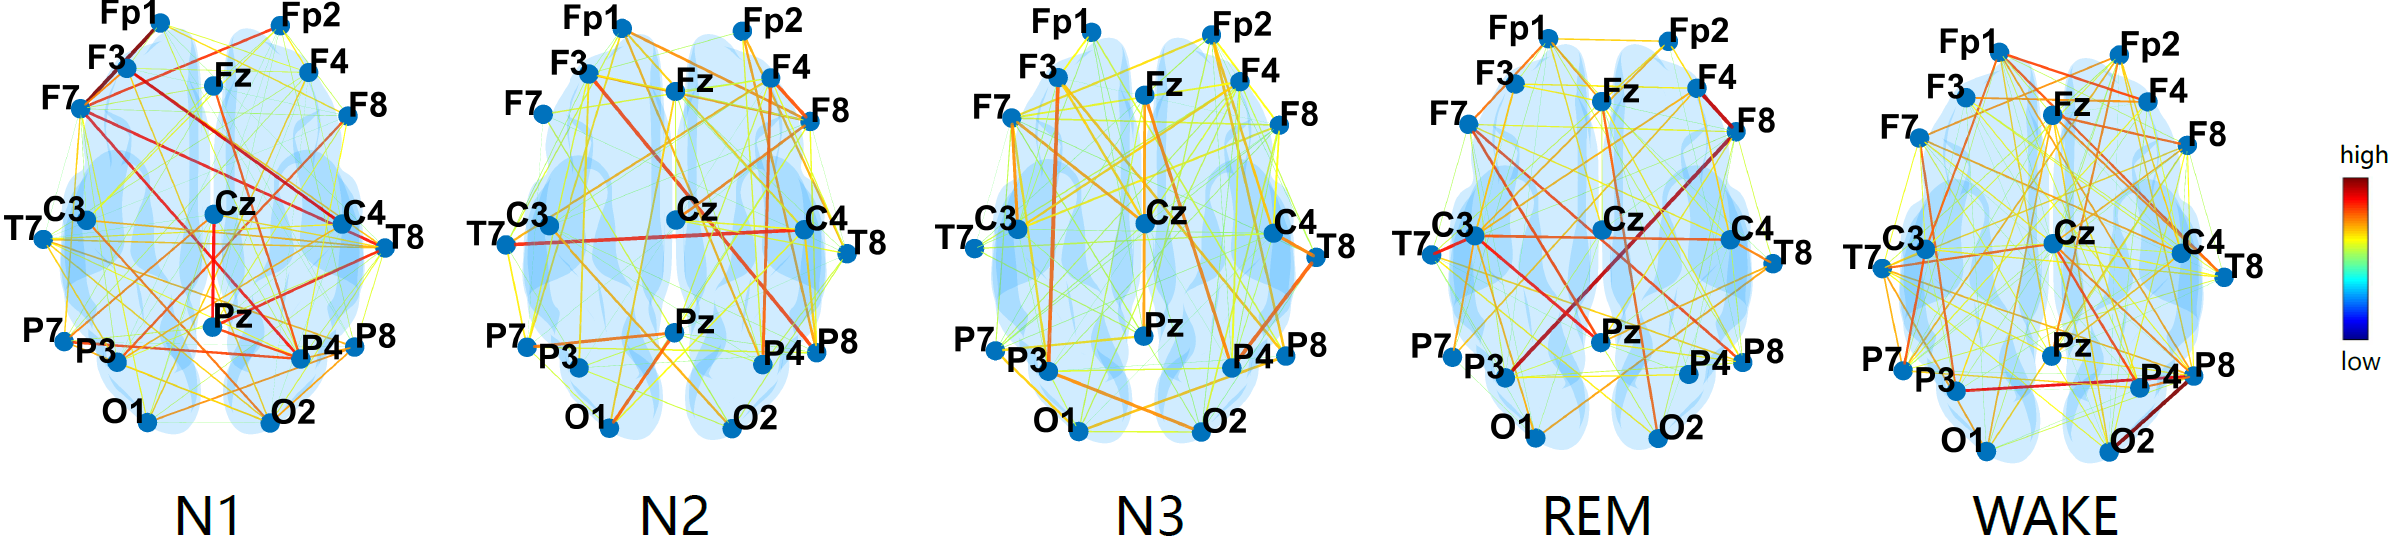 Fp1 Fp2
F3 F4
Fz
F7 F8
C3 Cz C4
T7 T8
Pz
P7 P8
P3 P4
O1 O2
N1
Fp1 Fp2
F3 F4
Fz
F7 F8
C3 Cz C4
T7 T8
Pz
P7 P8
P3 P4
O1 O2
N2
Fp1 Fp2
F3 F4
Fz
F7 F8
C3 Cz C4
T7 T8
Pz
P7 P8
P3 P4
O1 O2
N3
Fp1 Fp2
F3 F4
Fz
F7 F8
C3 Cz C4
T7 T8
Pz
P7 P8
P3 P4
O1 O2
REM
Fp1 Fp2
F3 F4
Fz
F7 F8
C3 Cz C4
T7 T8
Pz
P7 P8
P3 P4
O1 O2
WAKE
high
low